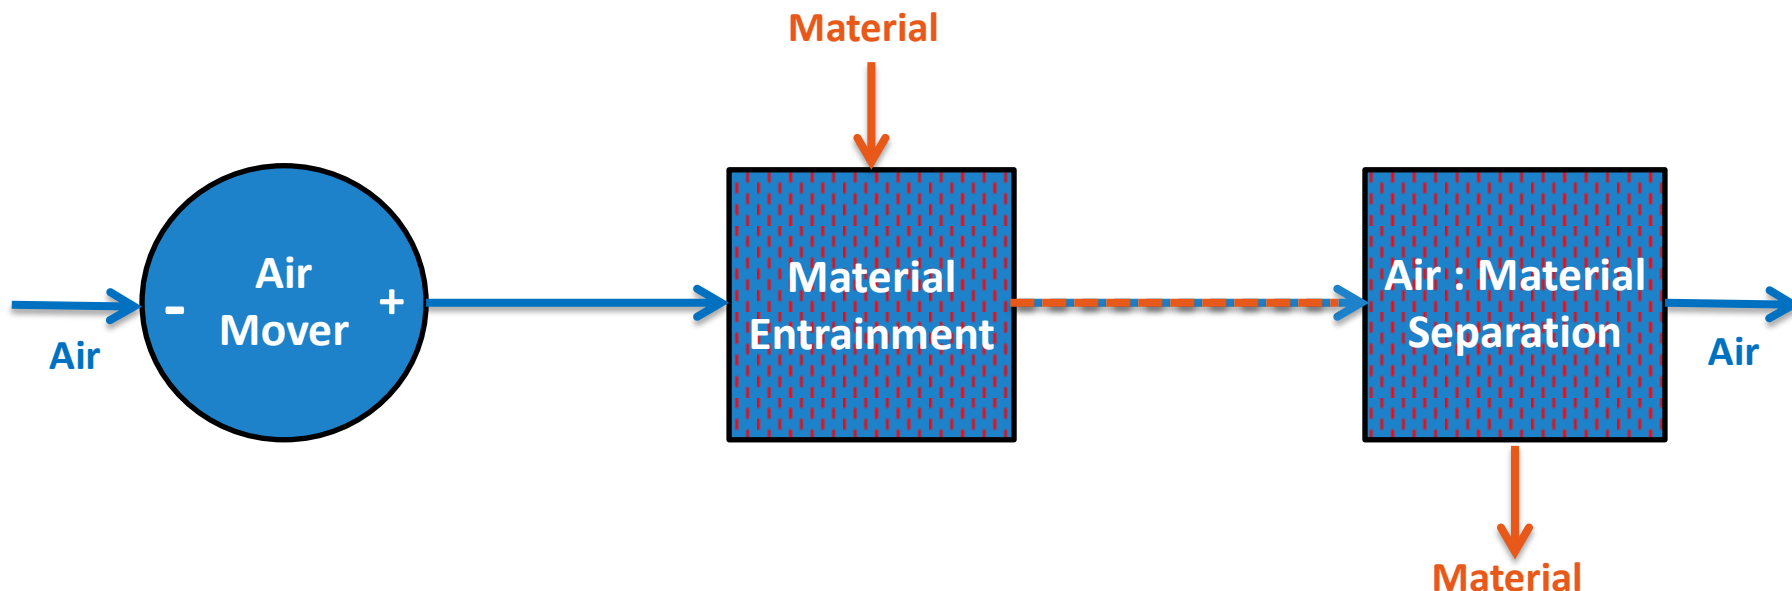 Material
Air
Mover
-
+
Air
Material
Entrainment
Air : Material
Separation
Air
Material